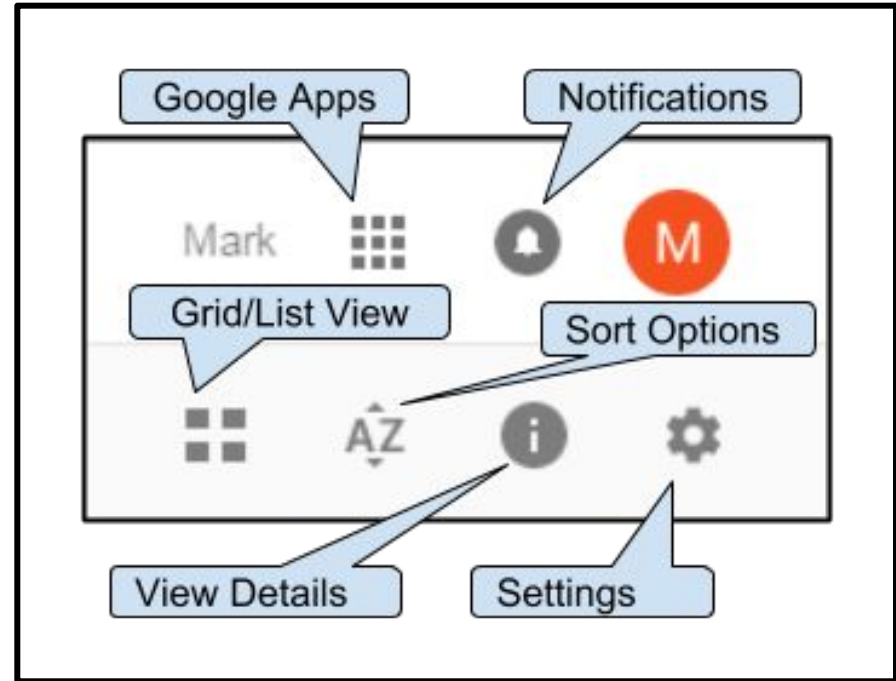 Google Apps
Notifications
Mark
M
Grid/List View
Sort Options
AZ
i
View Details
Settings